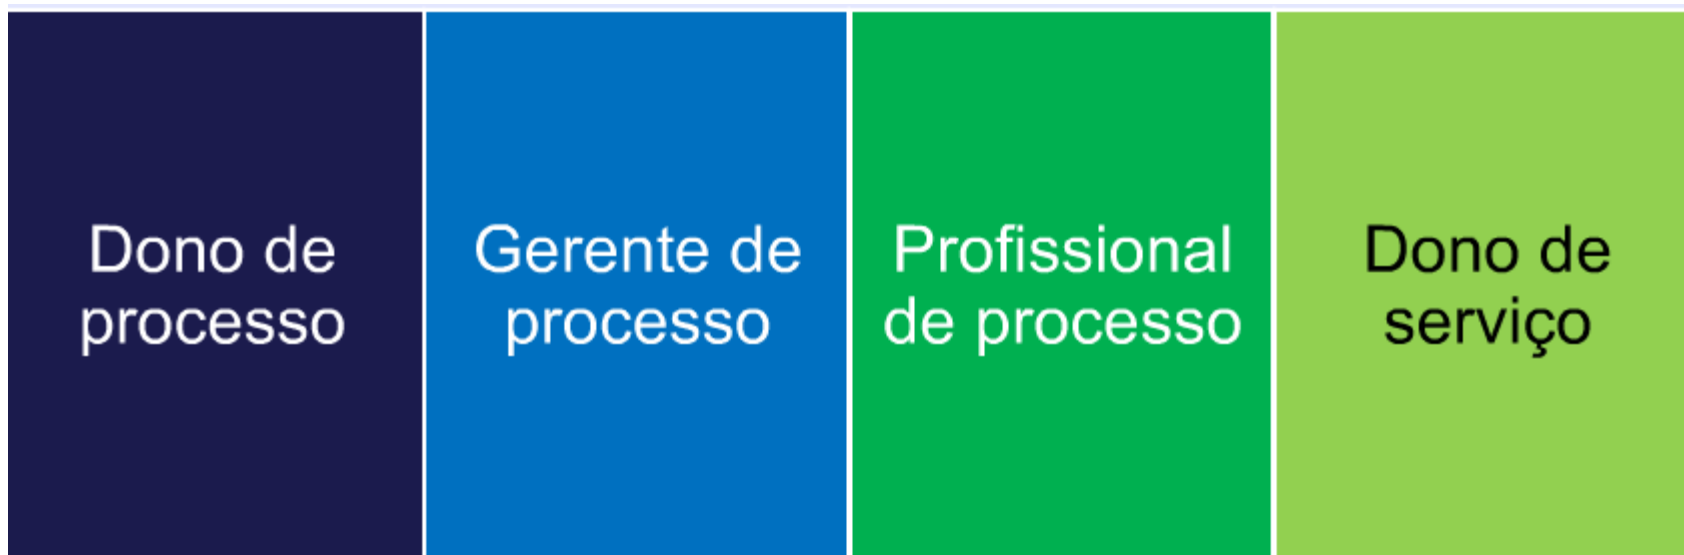 Dono de
processo
Gerente de
processo
Profissional
de processo
Dono de
serviço